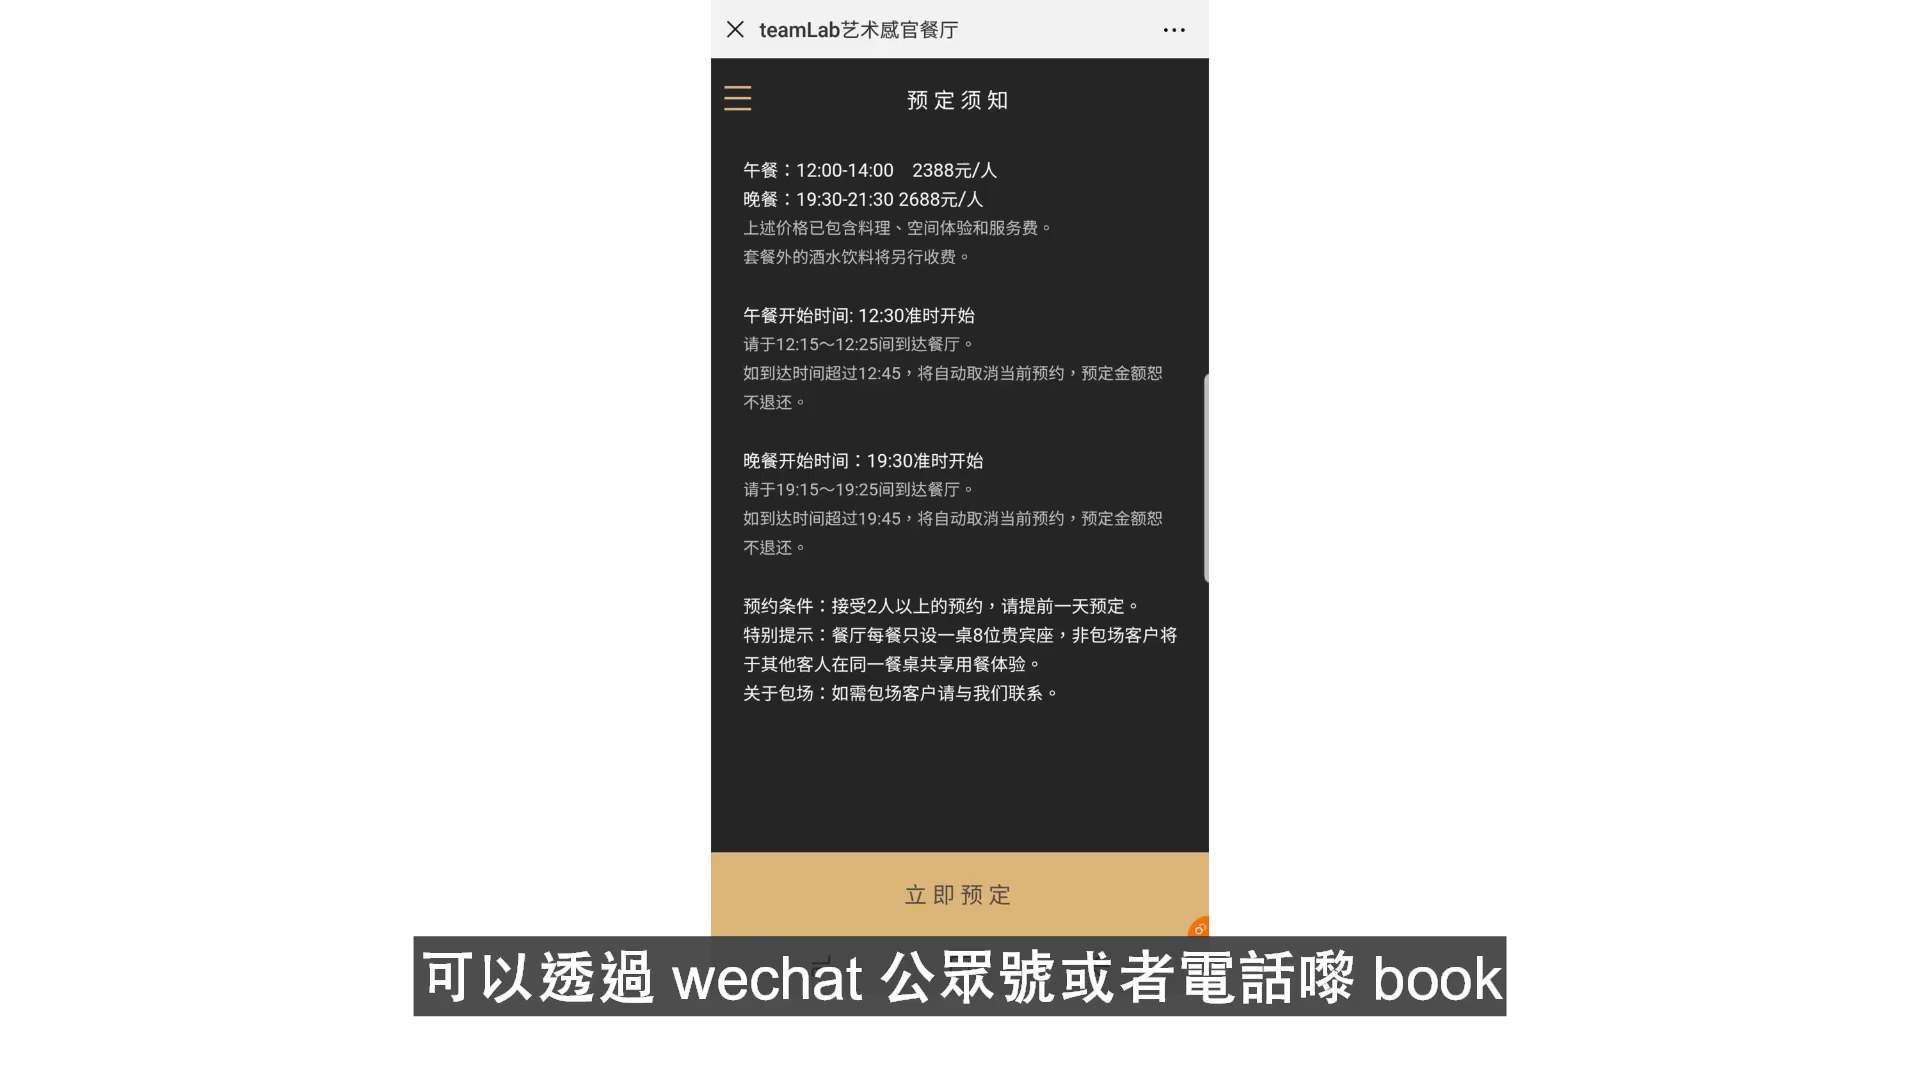 teamLab艺术感官餐厅
预定须知
午餐：12:00-14:00 2388元/人
晚餐：19:30-21:30 2688元/人
上述价格已包含料理、空间体验和服务费。
套餐外的酒水饮料将另行收费。
午餐开始时间: 12:30准时开始
请于12:15～12:25间到达餐厅。
如到达时间超过12:45，将自动取消当前预约，预定金额恕
不退还。
晚餐开始时间：19:30准时开始
请于19:15～19:25间到达餐厅。
如到达时间超过19:45，将自动取消当前预约，预定金额恕
不退还。
预约条件：接受2人以上的预约，请提前一天预定。
特别提示：餐厅每餐只设一桌8位贵宾座，非包场客户将
于其他客人在同一餐桌共享用餐体验。
关于包场：如需包场客户请与我们联系。
立即预定
可以透過 wechat 公眾號或者電話嚟 book